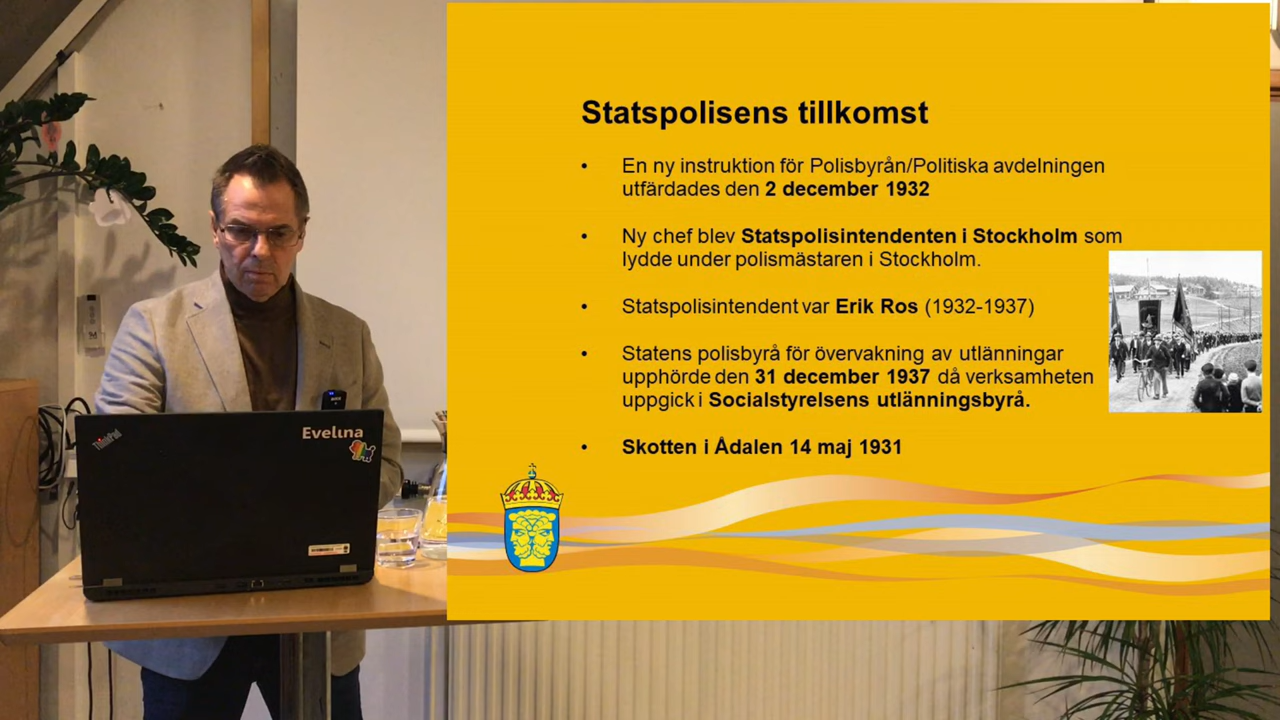 Statspolisens tillkomst
• En ny instruktion för Polisbyrån/Politiska avdelningen
utfärdades den 2 december 1932
• Ny chef blev Statspolisintendenten i Stockholm som
lydde under polismästaren i Stockholm.
• Statspolisintendent var Erik Ros (1932-1937)
• Statens polisbyrå för övervakning av utlänningar
upphörde den 31 december 1937 då verksamheten
uppgick i Socialstyrelsens utlänningsbyrå.
• Skotten i Ådalen 14 maj 1931
ThinkPad
Evelina